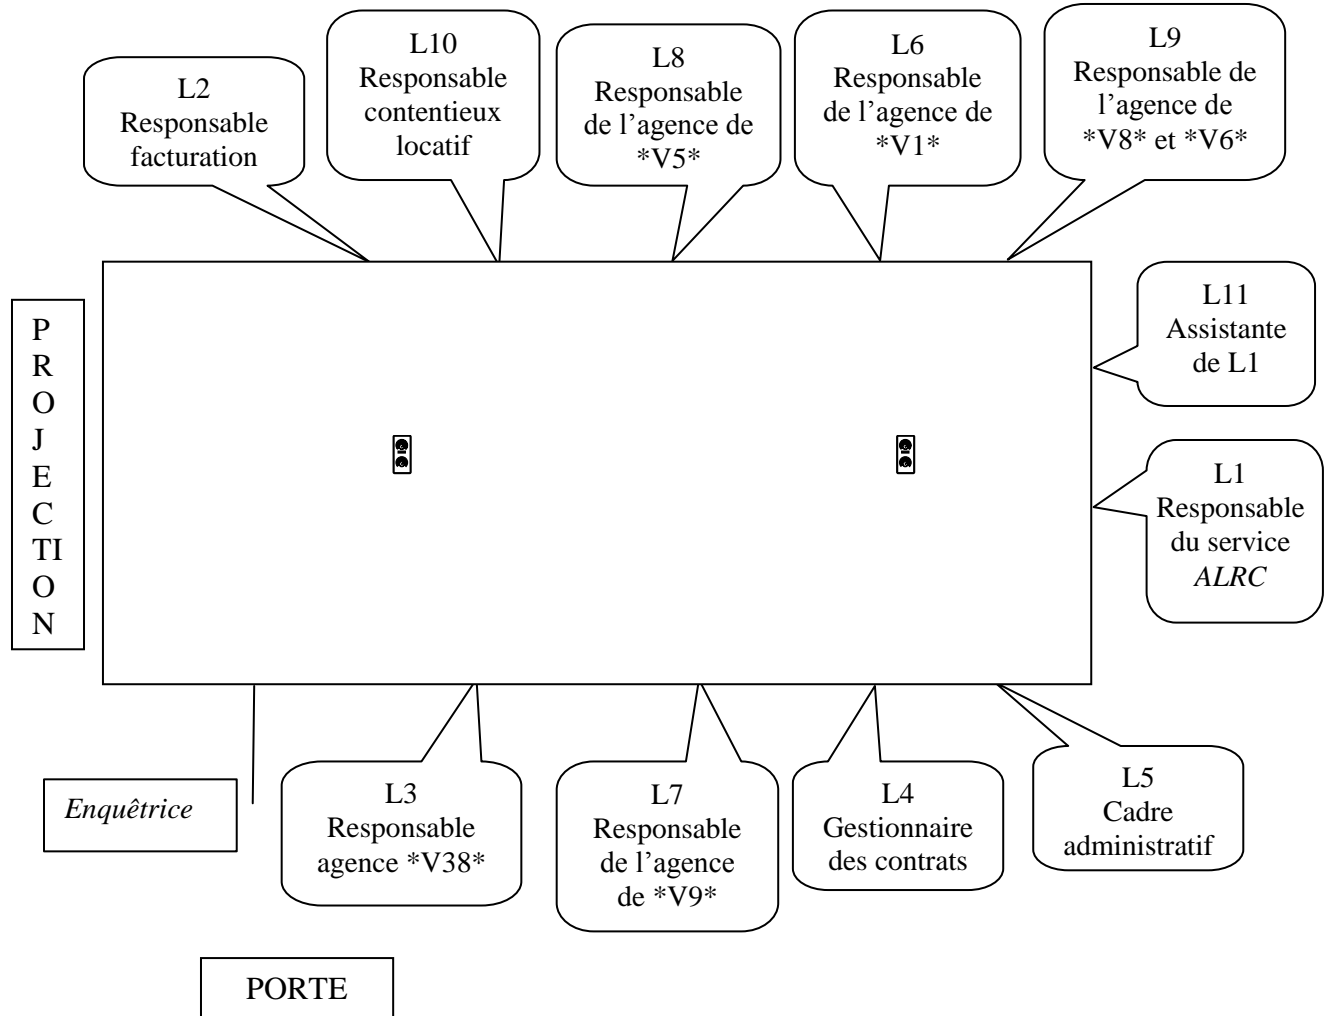 L2
Responsable
facturation
L10
Responsable
contentieux
locatif
L8
Responsable
de l’agence de
*V5*
L6
Responsable
de l’agence de
*V1*
L9
Responsable de
l’agence de
*V8* et *V6*
P
R
O
J
E
C
TI
O
N
L11
Assistante
de L1
L1
Responsable
du service
ALRC
Enquêtrice
L3
Responsable
agence *V38*
L7
Responsable
de l’agence
de *V9*
L4
Gestionnaire
des contrats
L5
Cadre
administratif
PORTE